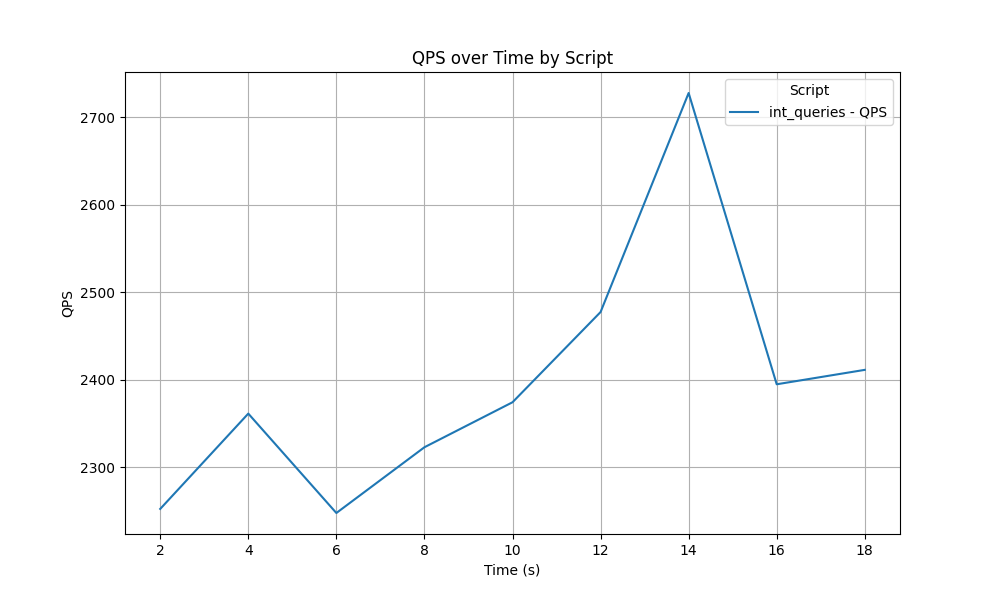 QPS over Time by Script
Script
int_queries - QPS
2700
2600
2500
2400
2300
QPS
2 4 6 8 10 12 14 16 18
Time (s)